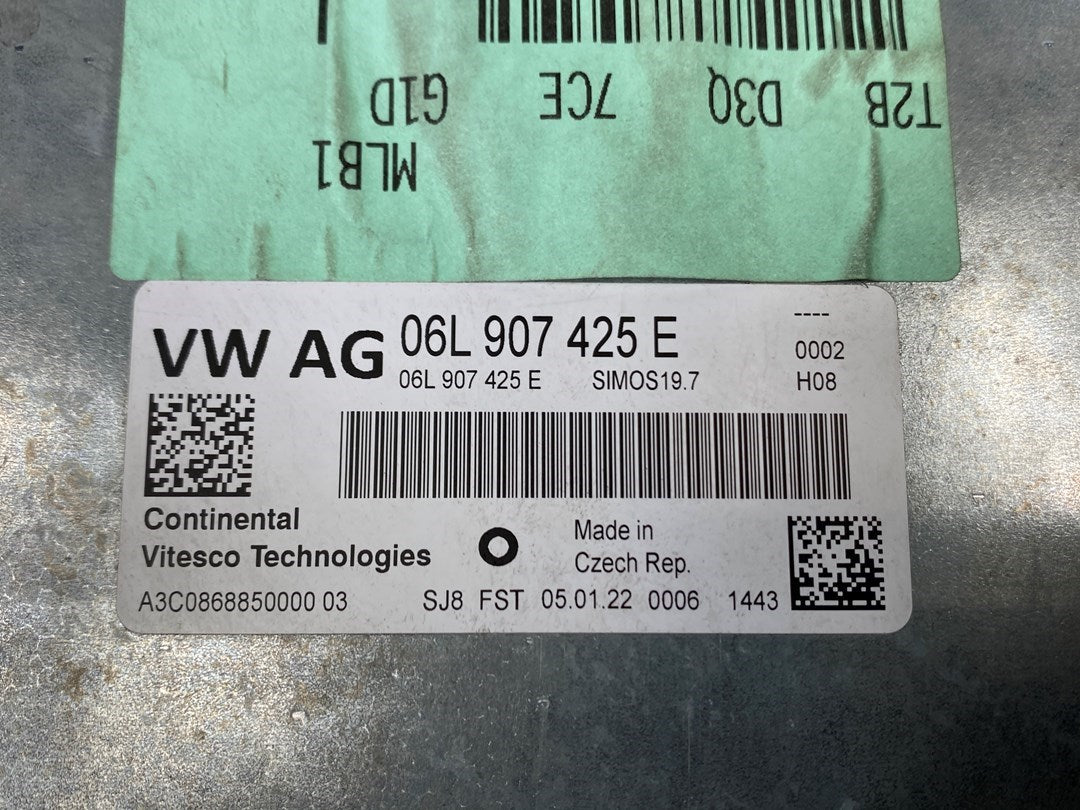 G1D 7CE D3Q T2B
MLB1
VW AG 06L 907 425 E ----
06L 907 425 E SIMOS19.7 0002
H08
Continental
Vitesco Technologies
Made in
Czech Rep.
A3C0868850000 03 SJ8 FST 05.01.22 0006 1443